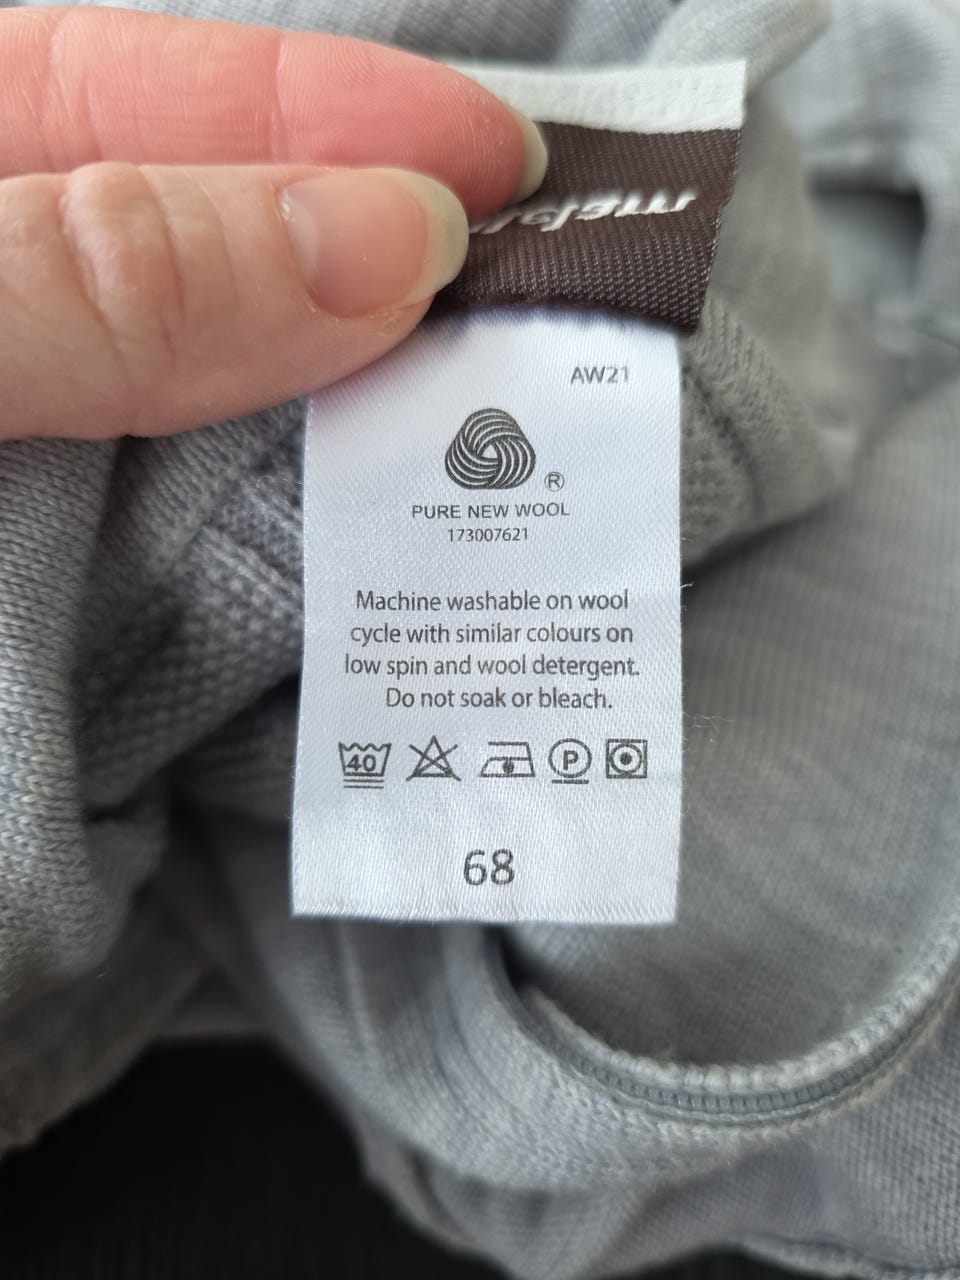 AW21
®
PURE NEW WOOL
173007621
Machine washable on wool
cycle with similar colours on
low spin and wool detergent.
Do not soak or bleach.
40 P
68